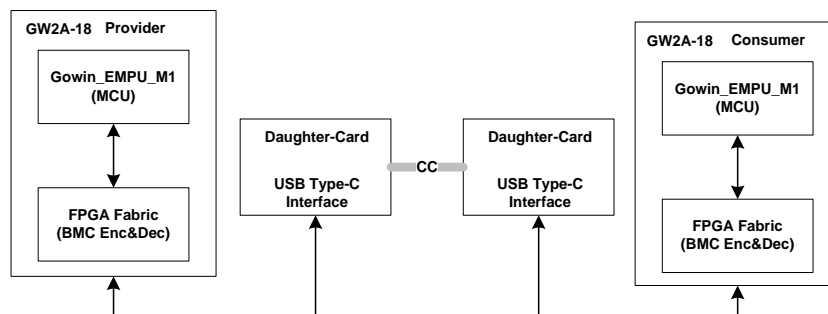 GW2A-18 Provider
Gowin_EMPU_M1
(MCU)
FPGA Fabric
(BMC Enc&Dec)
Daughter-Card
USB Type-C
Interface
CC
Daughter-Card
USB Type-C
Interface
GW2A-18 Consumer
Gowin_EMPU_M1
(MCU)
FPGA Fabric
(BMC Enc&Dec)